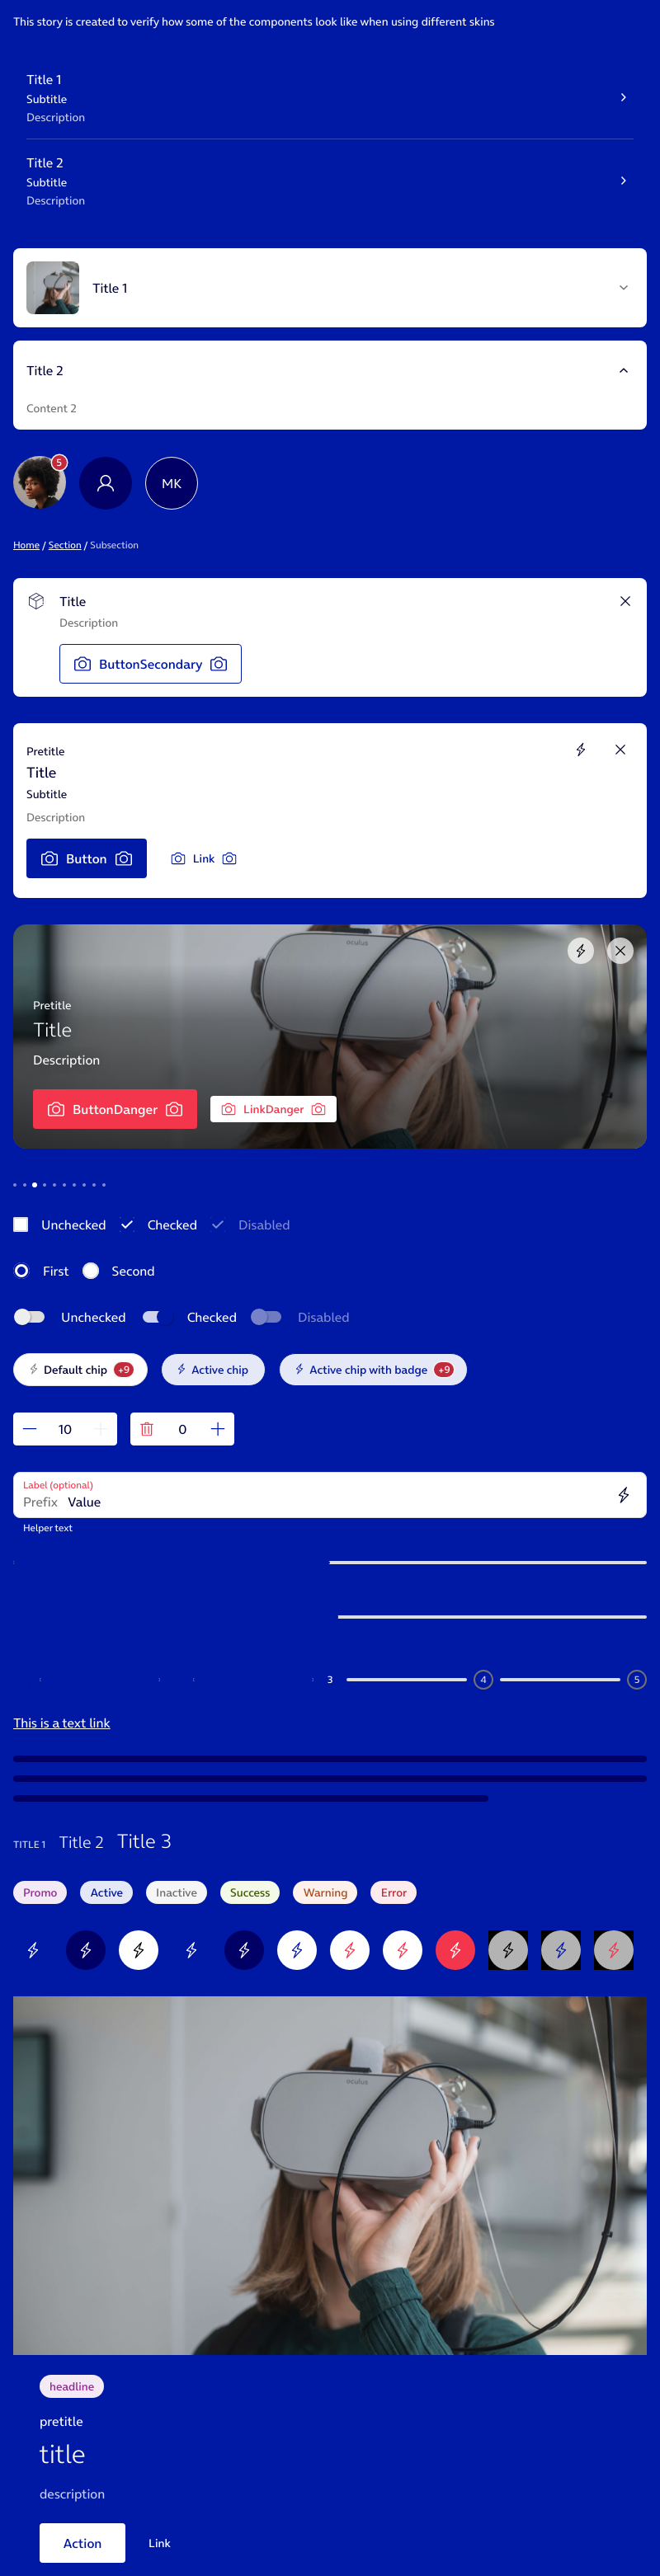 This story is created to verify how some of the components look like when using different skins
Title 1
Subtitle
Description
Title 2
Subtitle
Description
Title 1
Title 2
Content 2
5
MK
Home / Section / Subsection
Title
Description
ButtonSecondary
Pretitle
Title
Subtitle
Description
Button Link
oculus
Pretitle
Title
Description
ButtonDanger LinkDanger
Unchecked Checked Disabled
First Second
Unchecked Checked Disabled
Default chip +9 Active chip Active chip with badge +9
10 0
Label (optional)
Prefix Value
Helper text
3 4 5
This is a text link
TITLE 1 Title 2 Title 3
Promo Active Inactive Success Warning Error
oculus
headline
pretitle
title
description
Action Link